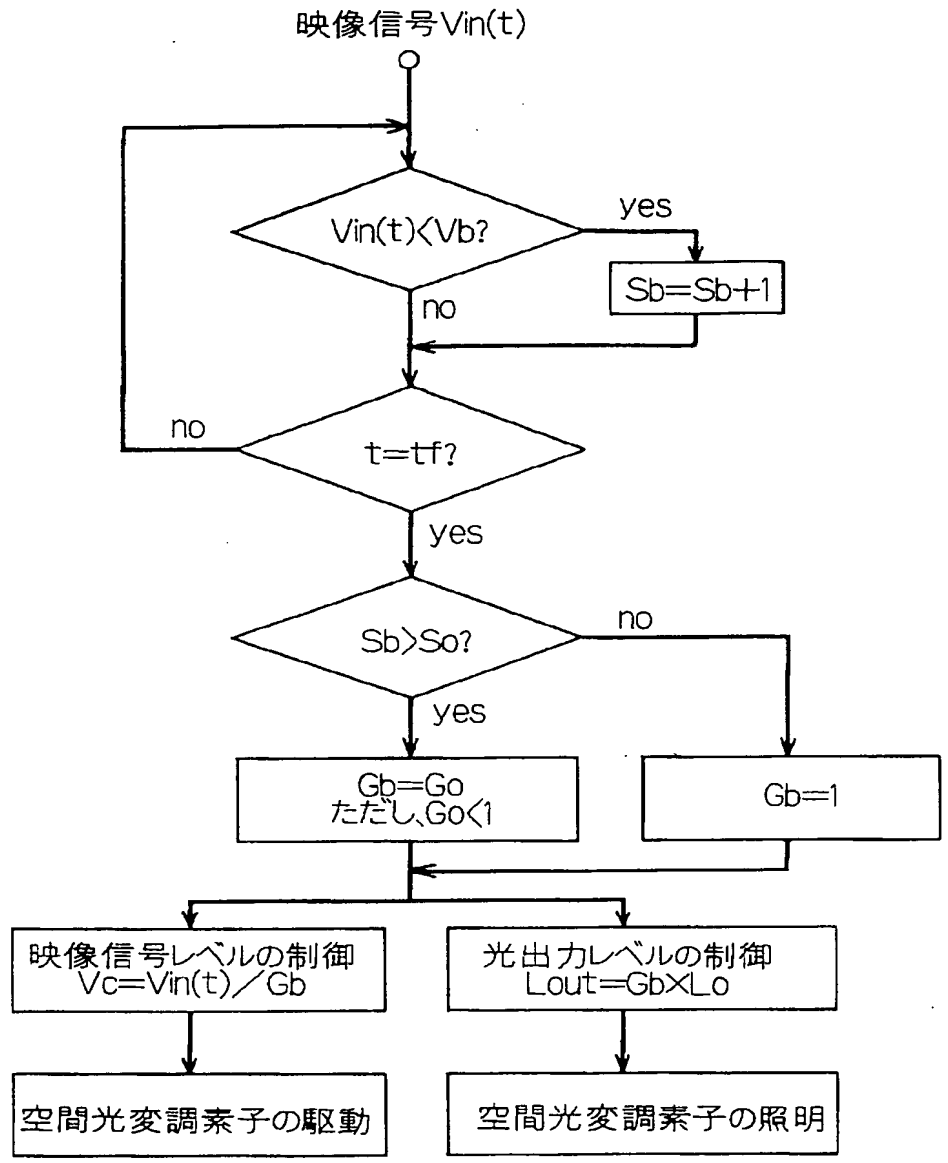 映像信号Vin(t)
Vin(t)<Vb?
yes
Sb=Sb+1
no
t=tf?
no
yes
Sb>So?
no
yes
Gb=Go
ただし、Go<1
Gb=1
映像信号レベルの制御
Vc=Vin(t)/Gb
光出力レベルの制御
Lout=Gb×Lo
空間光変調素子の駆動
空間光変調素子の照明